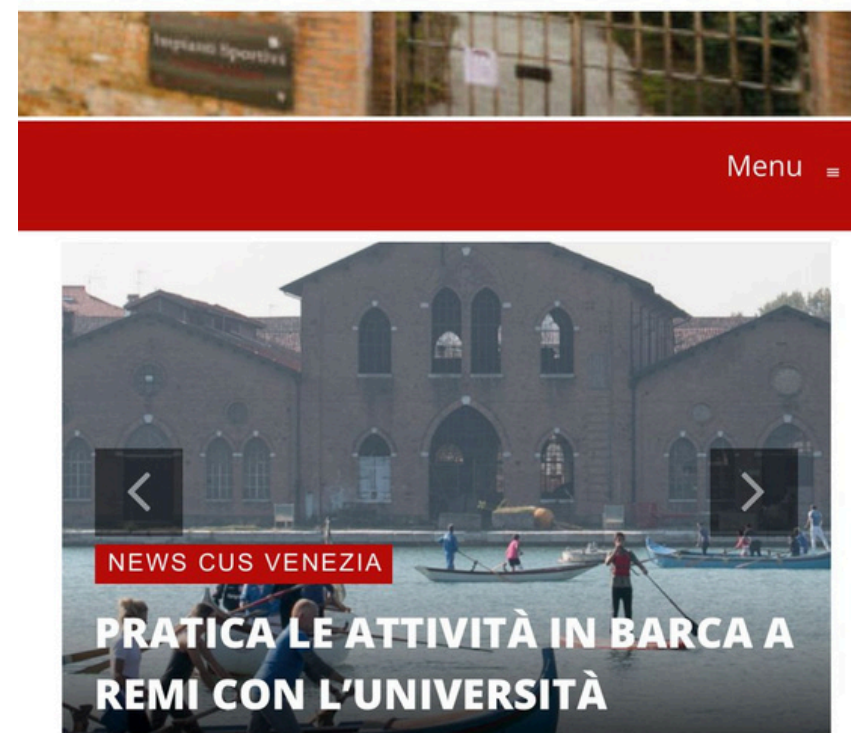 Impianti Sportivi
Menu
NEWS CUS VENEZIA
PRATICA LE ATTIVITÀ IN BARCA A
REMI CON L'UNIVERSITÀ